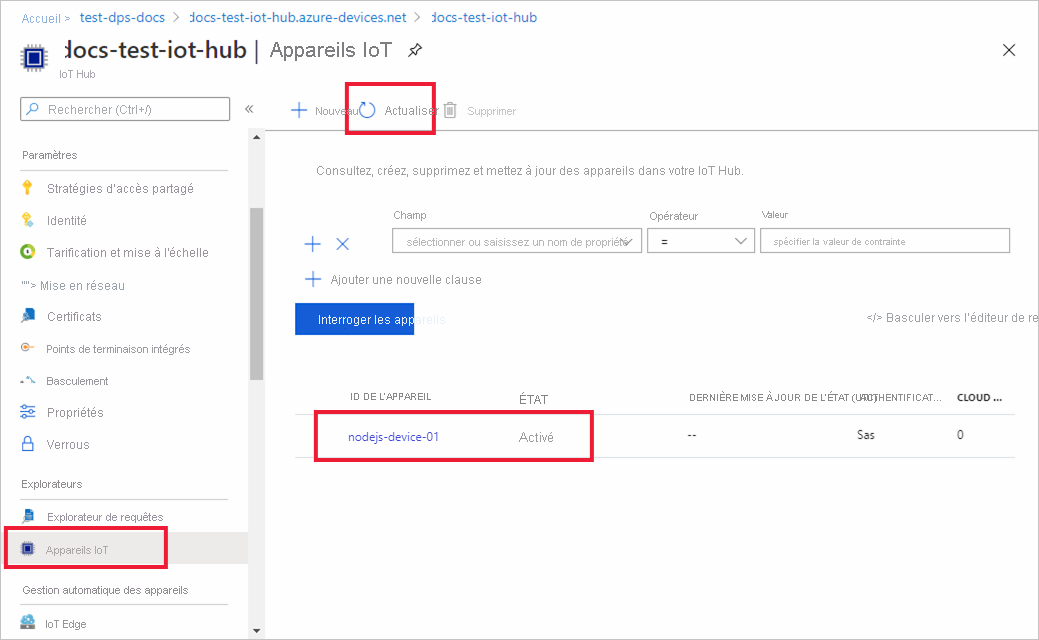 Accueil > test-dps-docs > docs-test-iot-hub.azure-devices.net > docs-test-iot-hub
docs-test-iot-hub | Appareils IoT
IoT Hub
Rechercher (Ctrl+/)
«
Nouveau
Actualiser
Supprimer
Paramètres
Stratégies d'accès partagé
Identité
Tarification et mise à l'échelle
""> Mise en réseau
Certificats
Points de terminaison intégrés
Basculement
Propriétés
Verrous
Explorateurs
Explorateur de requêtes
Appareils IoT
Gestion automatique des appareils
IoT Edge
Consultez, créez, supprimez et mettez à jour des appareils dans votre IoT Hub.
Champ
Opérateur
Valeur
sélectionner ou saisissez un nom de propriété
=
spécifier la valeur de contrainte
Ajouter une nouvelle clause
Interroger les appareils
</> Basculer vers l'éditeur de re
ID DE L'APPAREIL
ÉTAT
DERNIÈRE MISE À JOUR DE L'ÉTAT (UTC)
AUTHENTIFICAT...
CLOUD ...
nodejs-device-01
Activé
--
Sas
0